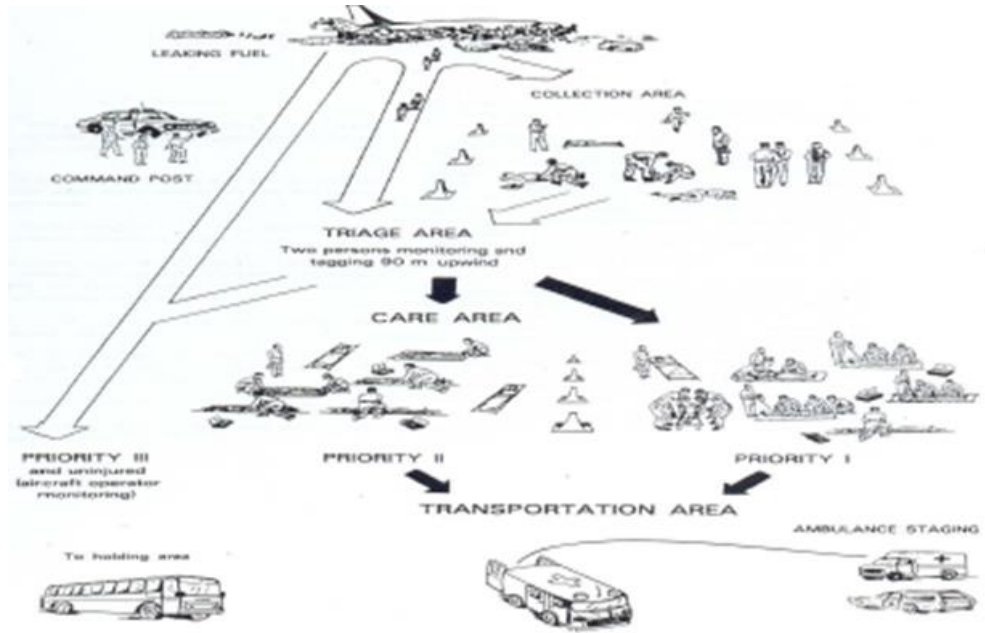 LEAKING FUEL
COLLECTION AREA
COMMAND POST
TRIAGE AREA
Two persons monitoring and
tagging 90 m upwind
CARE AREA
PRIORITY III
and uninjured
(aircraft operator
monitoring)
PRIORITY II
PRIORITY I
TRANSPORTATION AREA
AMBULANCE STAGING
To holding area